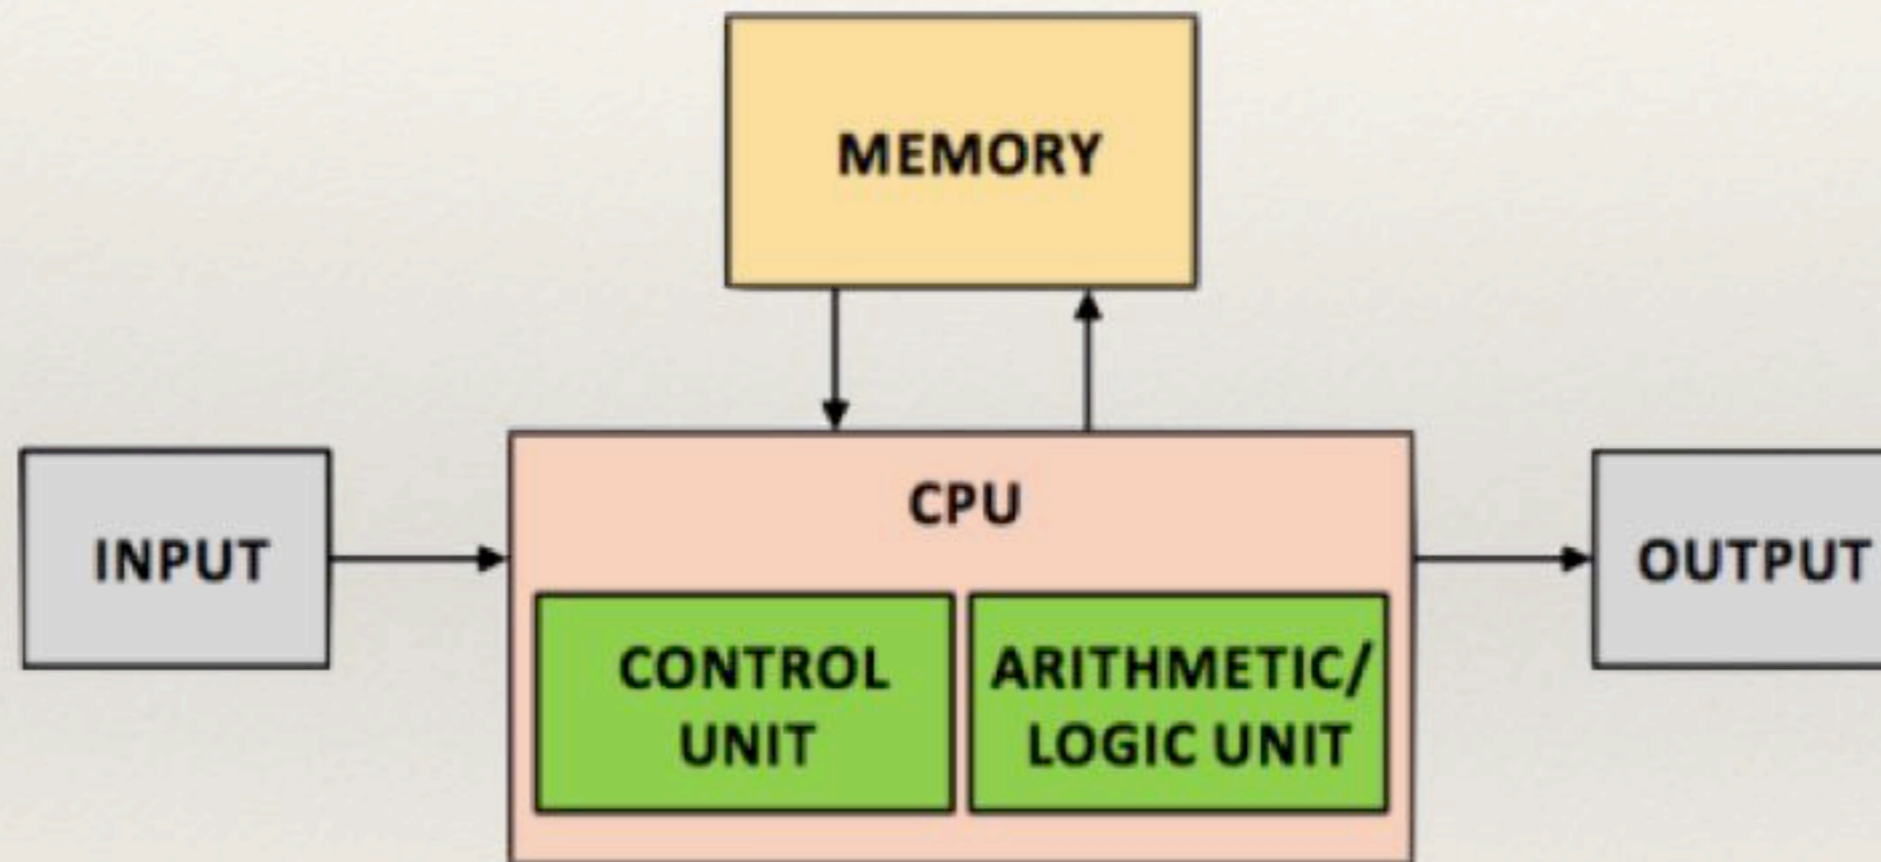 MEMORY
INPUT
CPU
OUTPUT
CONTROL
UNIT
ARITHMETIC/
LOGIC UNIT